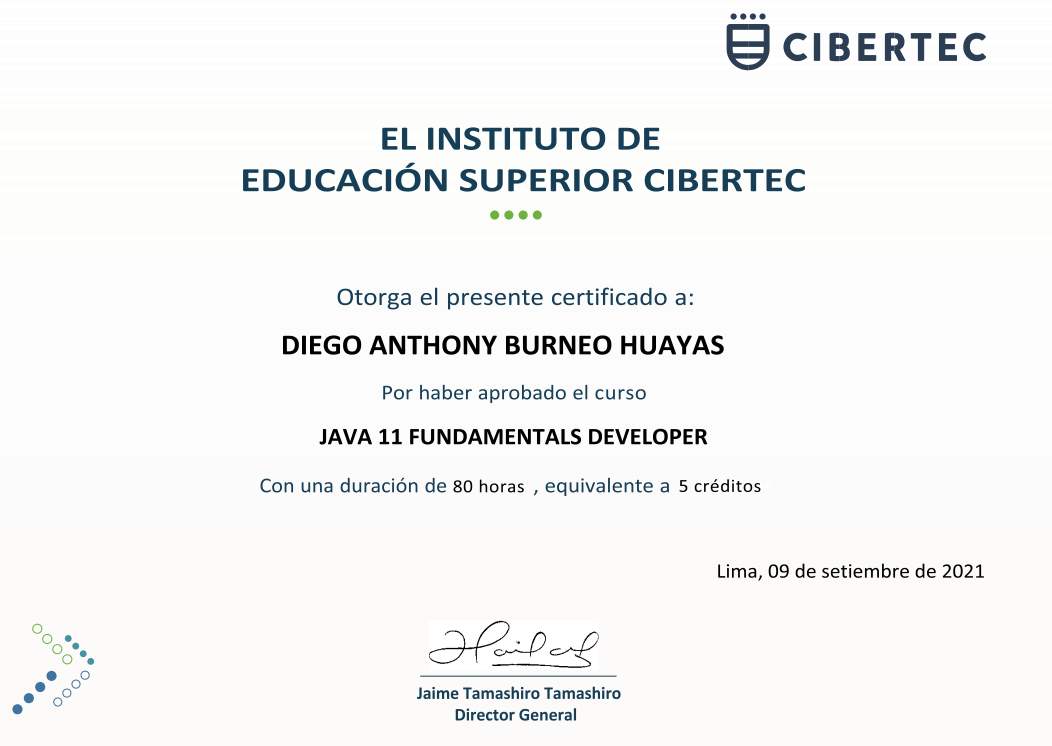 CIBERTEC
EL INSTITUTO DE
EDUCACIÓN SUPERIOR CIBERTEC
Otorga el presente certificado a:
DIEGO ANTHONY BURNEO HUAYAS
Por haber aprobado el curso
JAVA 11 FUNDAMENTALS DEVELOPER
Con una duración de 80 horas , equivalente a 5 créditos
Lima, 09 de setiembre de 2021
Jaime Tamashiro Tamashiro
Director General